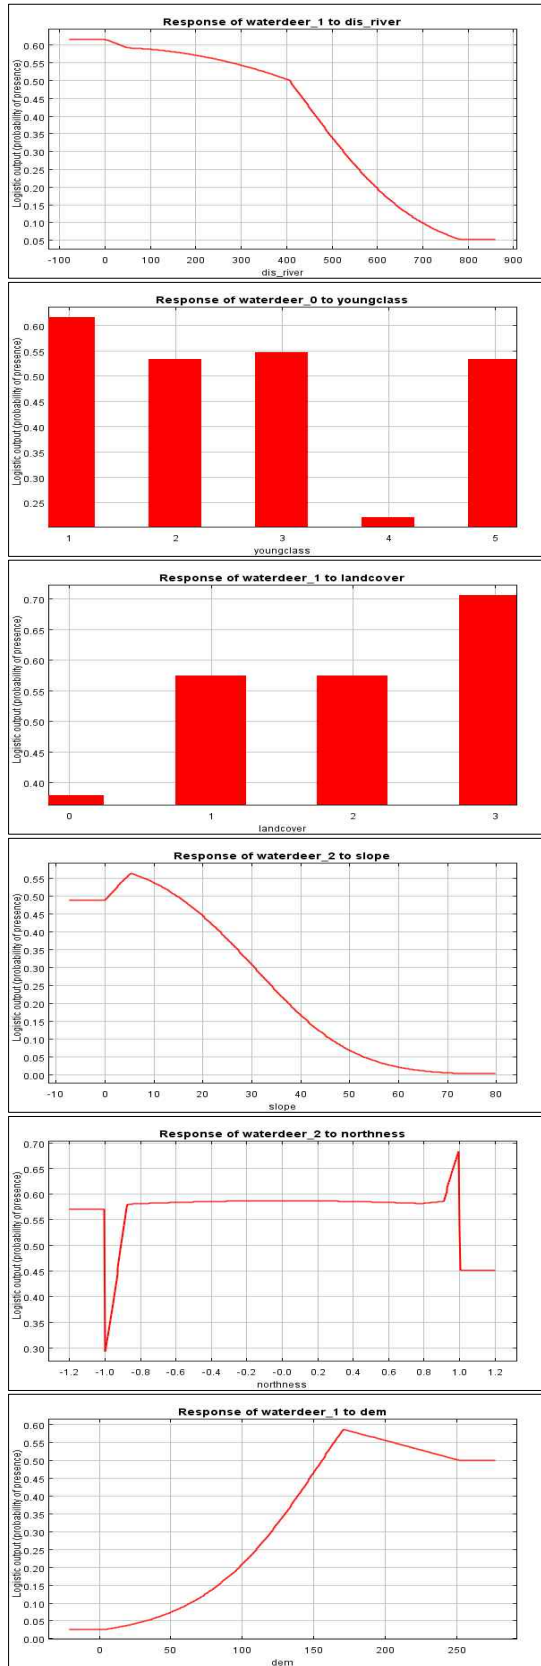 Response of waterdeer_1 to dis_river
Logistic output (probability of presence)
0.60
0.55
0.50
0.45
0.40
0.35
0.30
0.25
0.20
0.15
0.10
0.05
-100 0 100 200 300 400 500 600 700 800 900
dis_river
Response of waterdeer_0 to youngclass
Logistic output (probability of presence)
0.60
0.55
0.50
0.45
0.40
0.35
0.30
0.25
1 2 3 4 5
youngclass
Response of waterdeer_1 to landcover
Logistic output (probability of presence)
0.70
0.65
0.60
0.55
0.50
0.45
0.40
0 1 2 3
landcover
Response of waterdeer_2 to slope
Logistic output (probability of presence)
0.55
0.50
0.45
0.40
0.35
0.30
0.25
0.20
0.15
0.10
0.05
0.00
-10 0 10 20 30 40 50 60 70 80
slope
Response of waterdeer_2 to northness
Logistic output (probability of presence)
0.70
0.65
0.60
0.55
0.50
0.45
0.40
0.35
0.30
-1.2 -1.0 -0.8 -0.6 -0.4 -0.2 -0.0 0.2 0.4 0.6 0.8 1.0 1.2
northness
Response of waterdeer_1 to dem
Logistic output (probability of presence)
0.60
0.55
0.50
0.45
0.40
0.35
0.30
0.25
0.20
0.15
0.10
0.05
0.00
0 50 100 150 200 250
dem